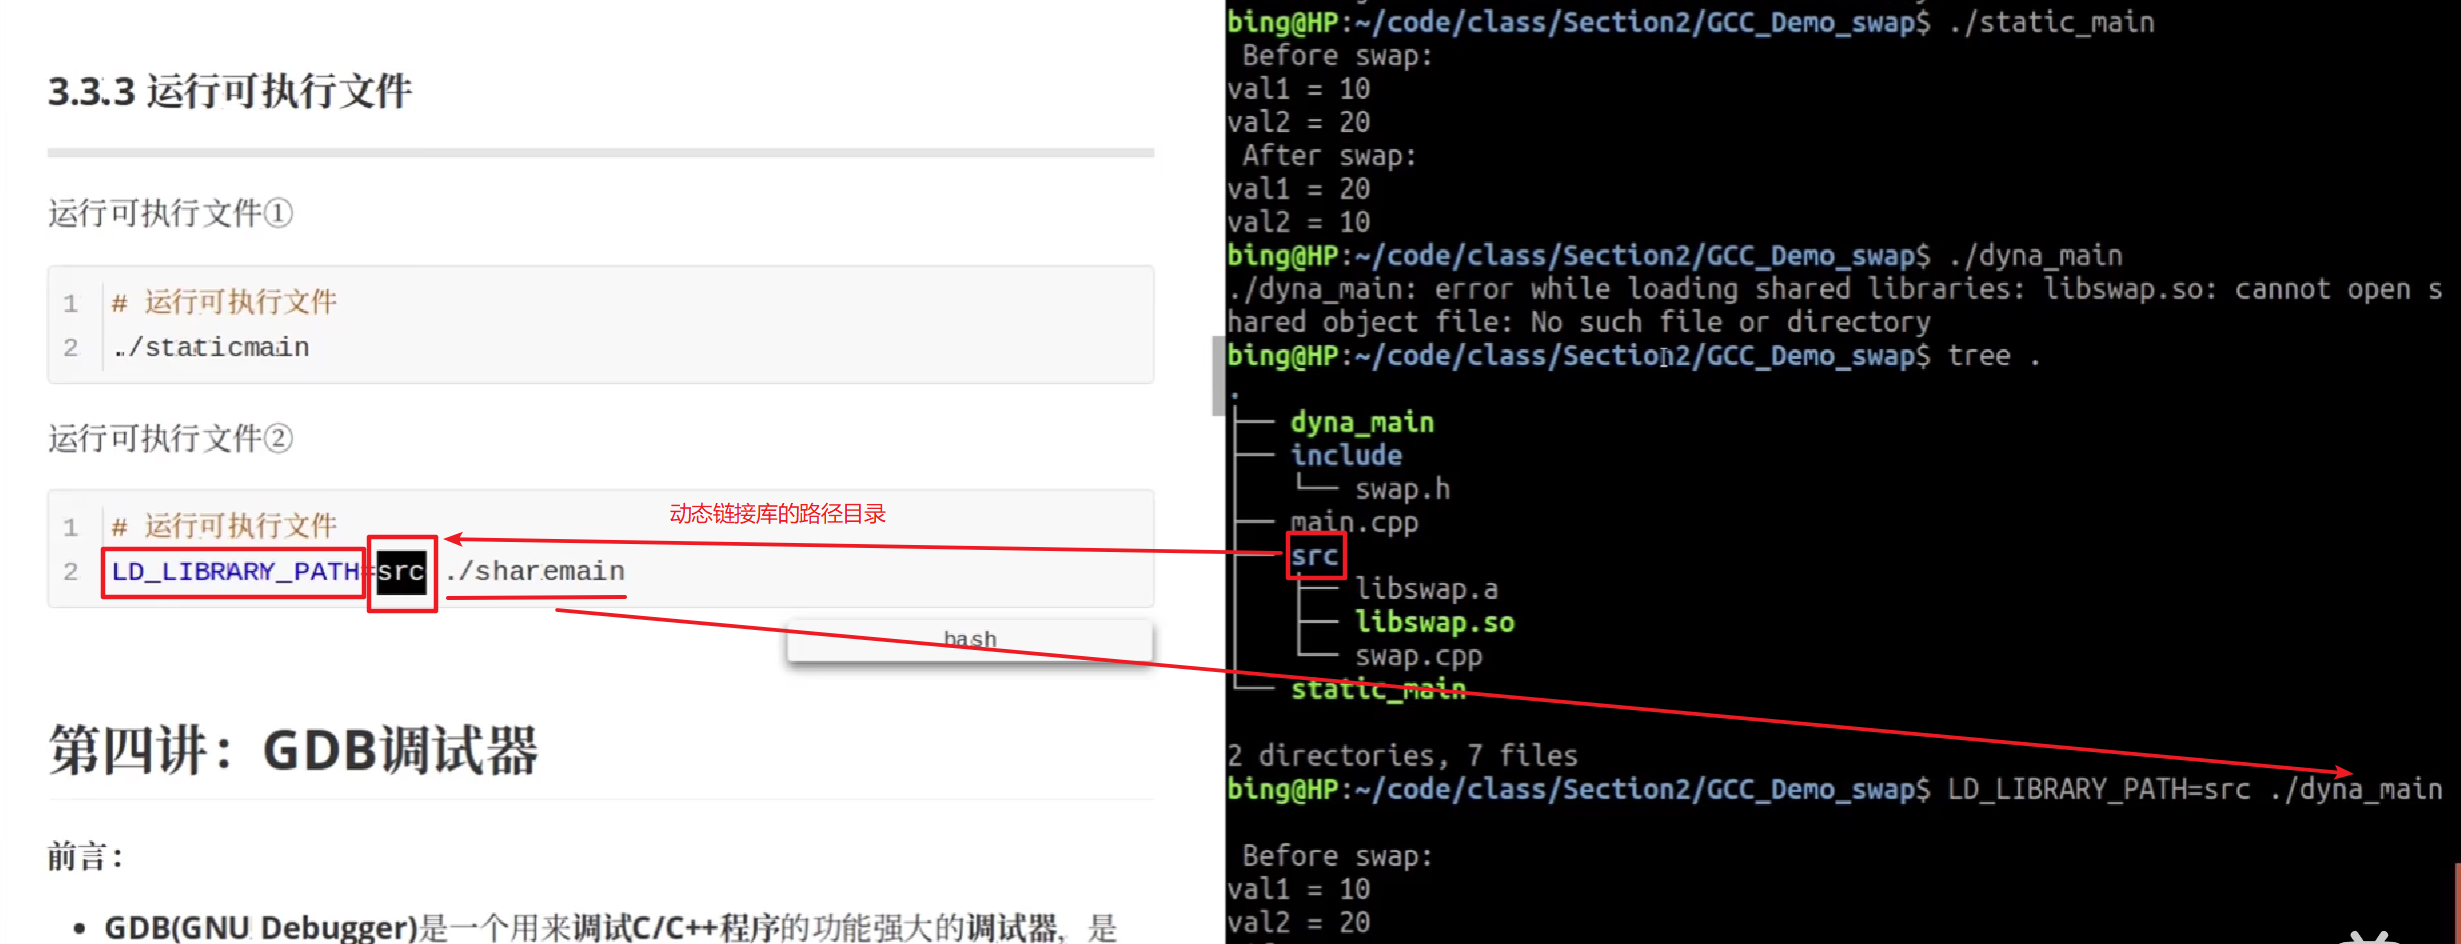 3.3.3 运行可执行文件
运行可执行文件①
1 # 运行可执行文件
2 ./staticmain
运行可执行文件②
1 # 运行可执行文件
动态链接库的路径目录
2 LD_LIBRARY_PATH=src ./sharemain
bash
第四讲：GDB调试器
前言：
• GDB(GNU Debugger)是一个用来调试C/C++程序的功能强大的调试器，是
bing@HP:~/code/class/Section2/GCC_Demo_swap$ ./static_main
Before swap:
val1 = 10
val2 = 20
After swap:
val1 = 20
val2 = 10
bing@HP:~/code/class/Section2/GCC_Demo_swap$ ./dyna_main
./dyna_main: error while loading shared libraries: libswap.so: cannot open s
hared object file: No such file or directory
bing@HP:~/code/class/Section2/GCC_Demo_swap$ tree .
.
├── dyna_main
├── include
│   └── swap.h
├── main.cpp
├── src
│   ├── libswap.a
│   ├── libswap.so
│   └── swap.cpp
└── static_main
2 directories, 7 files
bing@HP:~/code/class/Section2/GCC_Demo_swap$ LD_LIBRARY_PATH=src ./dyna_main
Before swap:
val1 = 10
val2 = 20